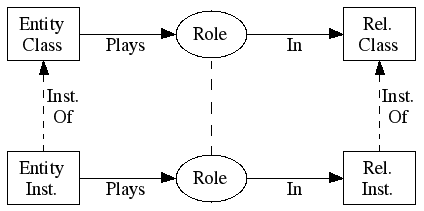 Entity
Class
Plays
Role
In
Rel.
Class
Inst.
Of
Inst.
Of
Entity
Inst.
Plays
Role
In
Rel.
Inst.